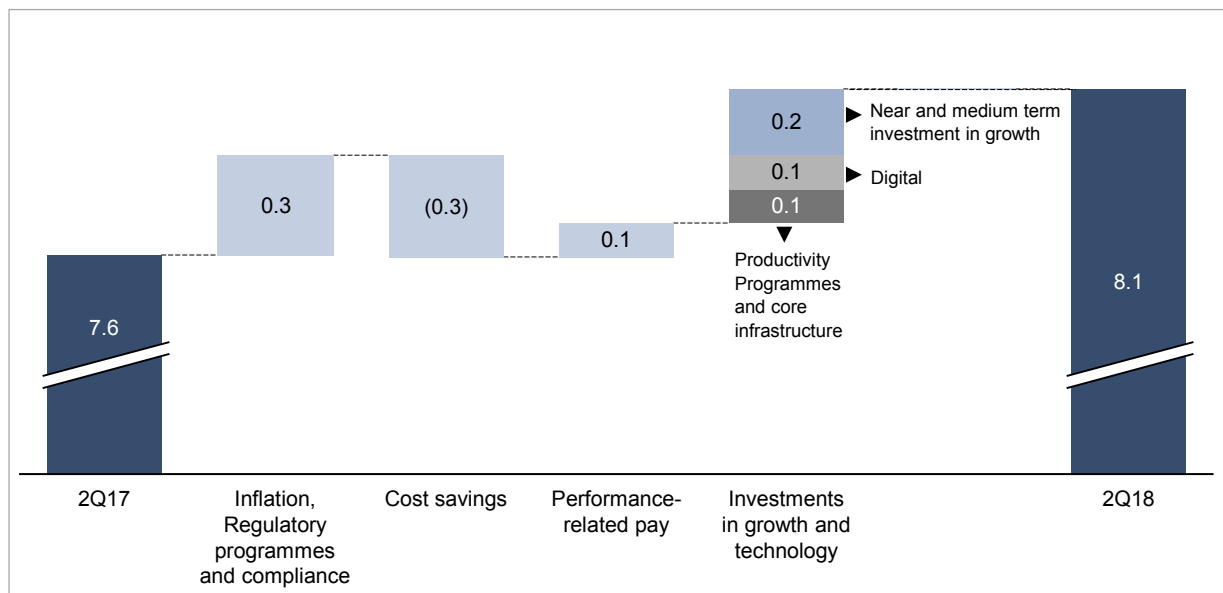 0.2
Near and medium term
investment in growth
0.1
Digital
0.3
(0.3)
0.1
0.1
Productivity
Programmes
and core
infrastructure
7.6
8.1
2Q17
Inflation,
Regulatory
programmes
and compliance
Cost savings
Performance-
related pay
Investments
in growth and
technology
2Q18